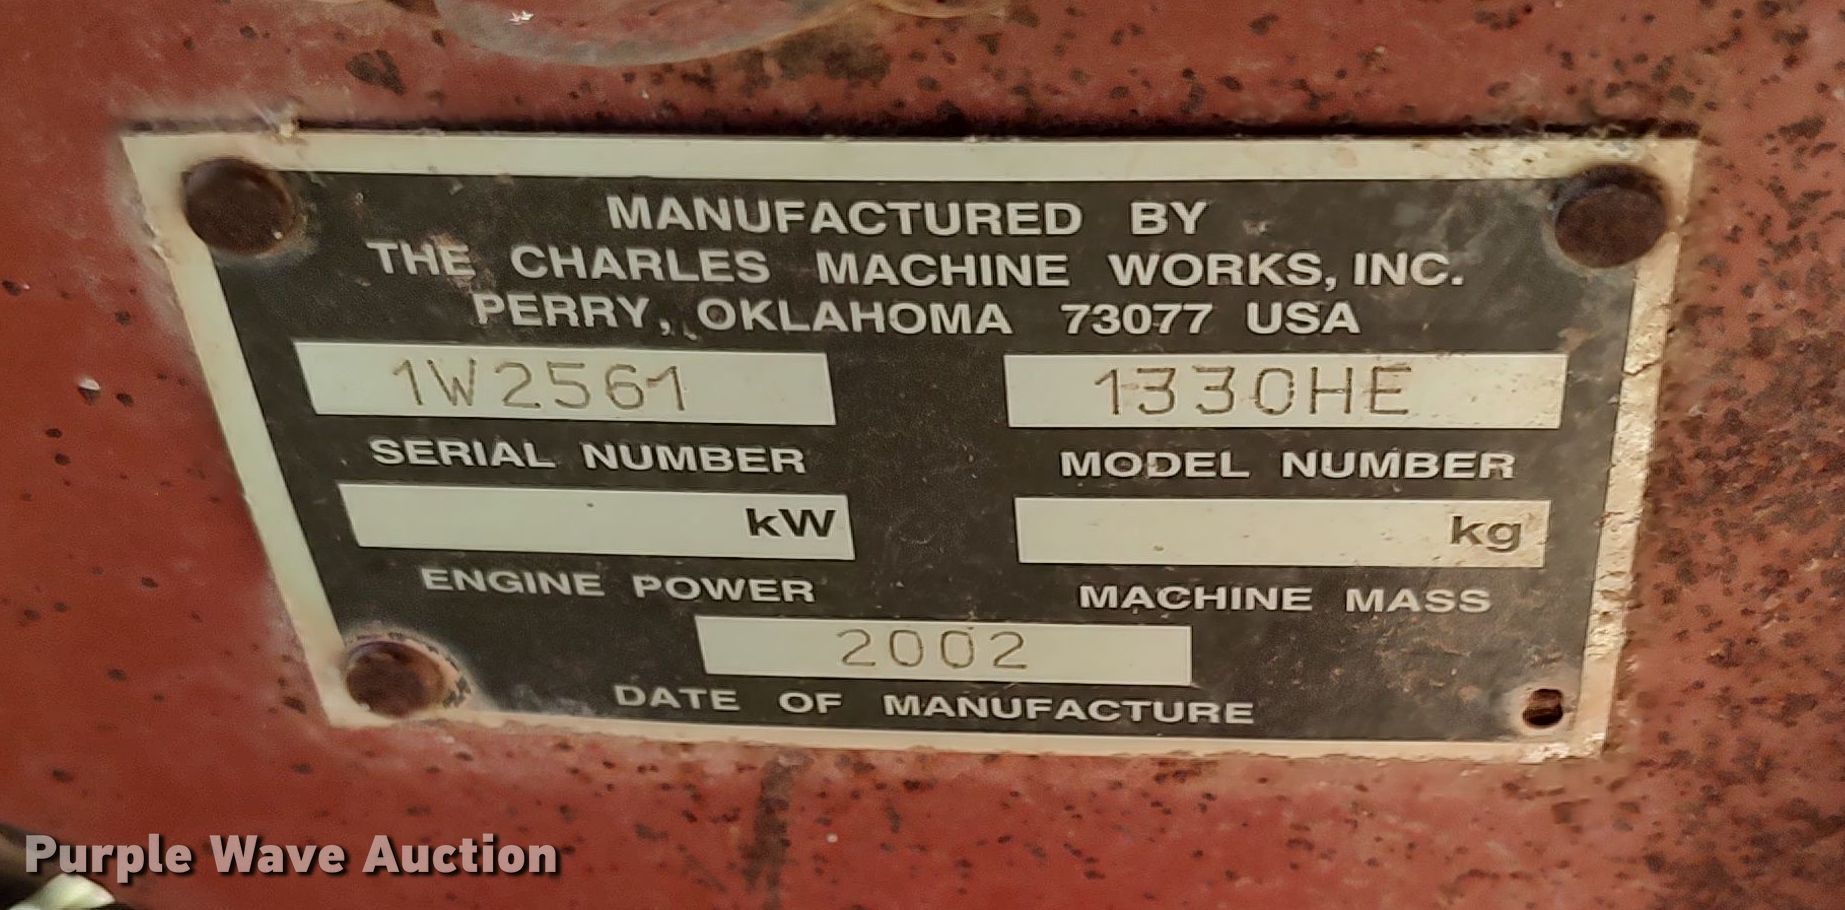 MANUFACTURED BY
THE CHARLES MACHINE WORKS, INC.
PERRY, OKLAHOMA 73077 USA
1W2561 1330HE
SERIAL NUMBER MODEL NUMBER
kW kg
ENGINE POWER MACHINE MASS
2002
DATE OF MANUFACTURE
Purple Wave Auction